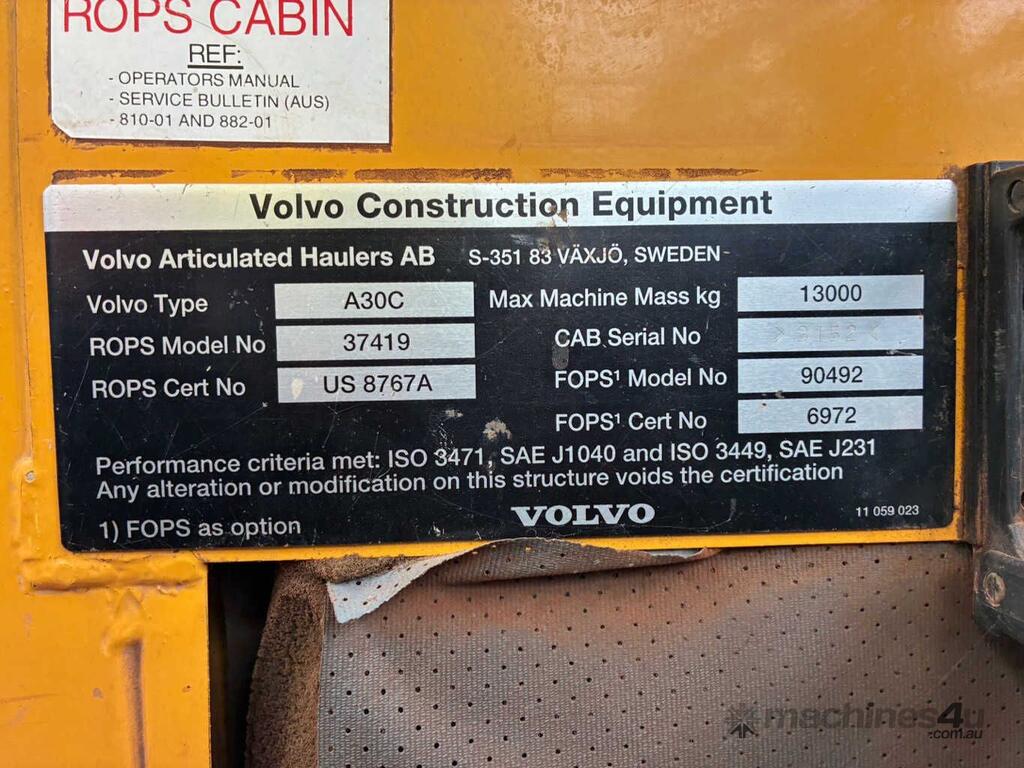 ROPS CABIN
REF:
- OPERATORS MANUAL
- SERVICE BULLETIN (AUS)
- 810-01 AND 882-01
Volvo Construction Equipment
Volvo Articulated Haulers AB S-351 83 VÄXJÖ, SWEDEN
Volvo Type A30C Max Machine Mass kg 13000
ROPS Model No 37419 CAB Serial No
ROPS Cert No US 8767A FOPS¹ Model No 90492
FOPS¹ Cert No 6972
Performance criteria met: ISO 3471, SAE J1040 and ISO 3449, SAE J231
Any alteration or modification on this structure voids the certification
1) FOPS as option VOLVO 11 059 023
machines4u
.com.au